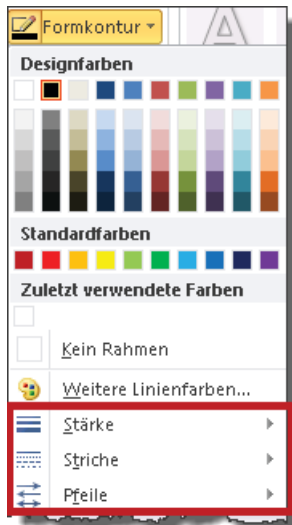 Formkontur
Designfarben
Standardfarben
Zuletzt verwendete Farben
Kein Rahmen
Weitere Linienfarben...
Stärke
Striche
Pfeile